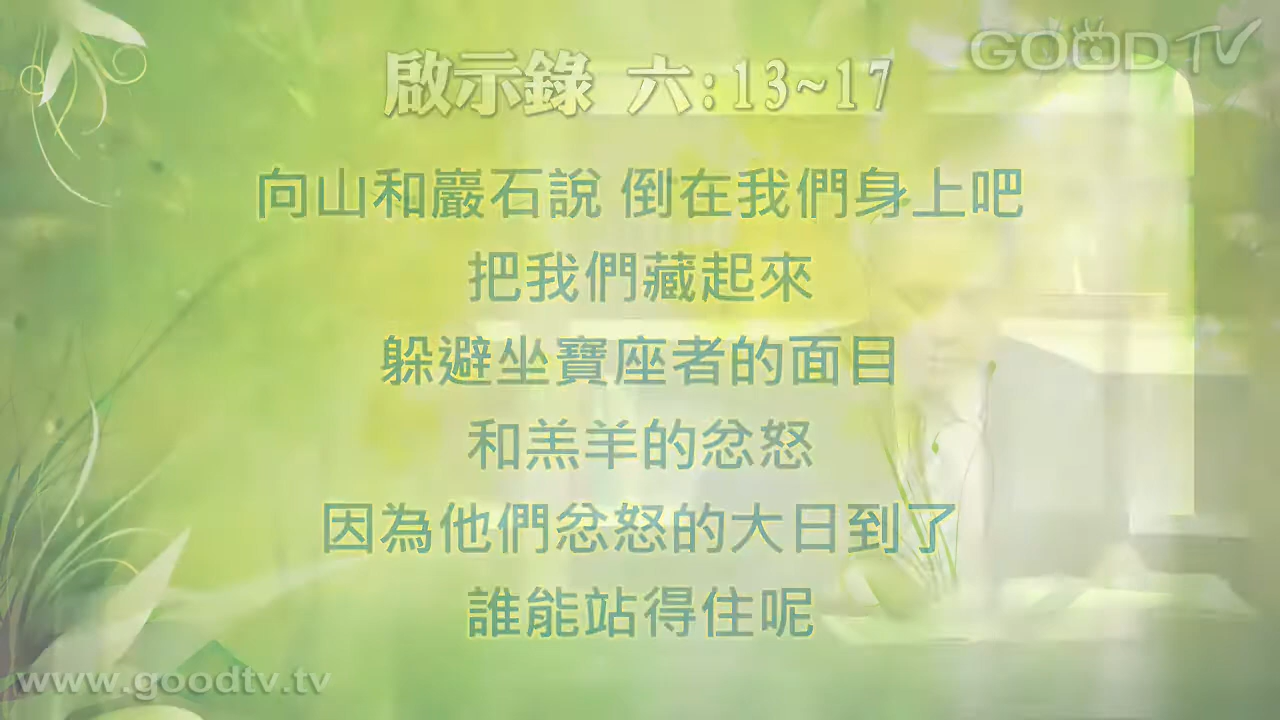 GOOD TV
啟示錄 六:13~17
向山和巖石說 倒在我們身上吧
把我們藏起來
躲避坐寶座者的面目
和羔羊的忿怒
因為他們忿怒的大日到了
誰能站得住呢
www.goodtv.tv